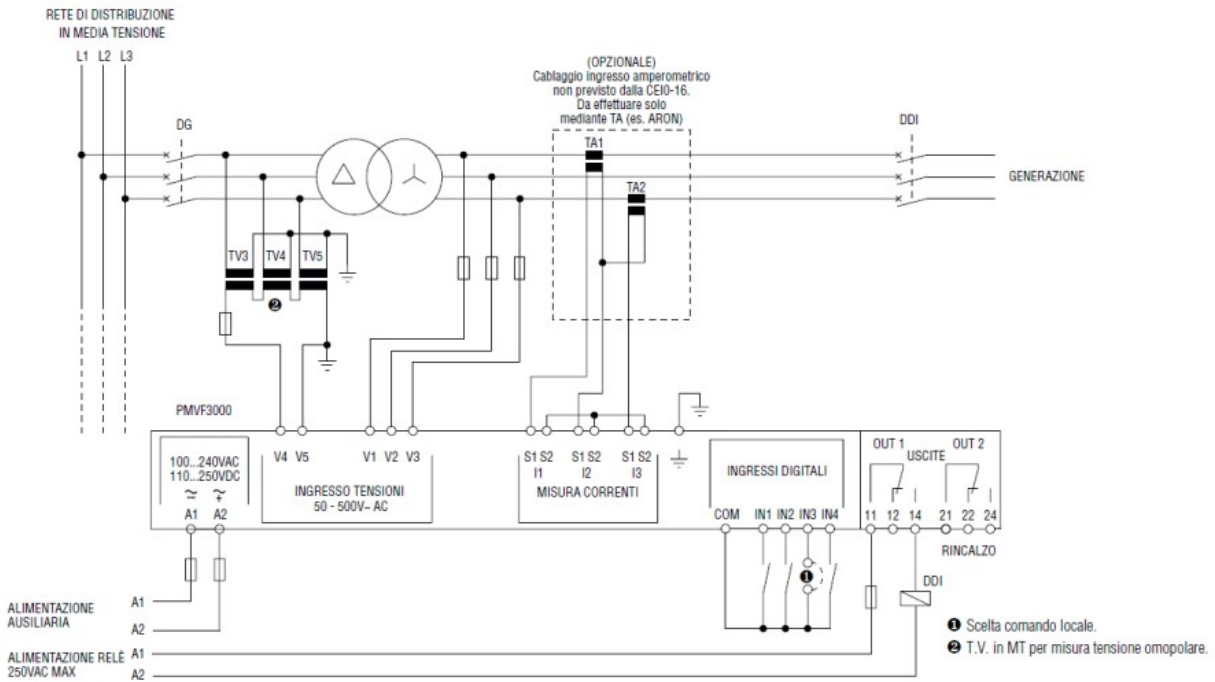 RETE DI DISTRIBUZIONE
IN MEDIA TENSIONE
L1 L2 L3
DG
(OPZIONALE)
Cablaggio ingresso amperometrico
non previsto dalla CEI0-16.
Da effettuare solo
mediante TA (es. ARON)
TA1
TA2
DDI
GENERAZIONE
TV3 TV4 TV5
❷
PMVF3000
100...240VAC
110...250VDC
A1 A2
V4 V5 V1 V2 V3
INGRESSO TENSIONI
50 - 500V~ AC
S1 S2 S1 S2 S1 S2
I1 I2 I3
MISURA CORRENTI
INGRESSI DIGITALI
COM IN1 IN2 IN3 IN4
OUT 1 OUT 2
USCITE
11 12 14 21 22 24
RINCALZO
❶
DDI
ALIMENTAZIONE
AUSILIARIA
A1
A2
ALIMENTAZIONE RELÈ
250VAC MAX
A1
A2
❶ Scelta comando locale.
❷ T.V. in MT per misura tensione omopolare.